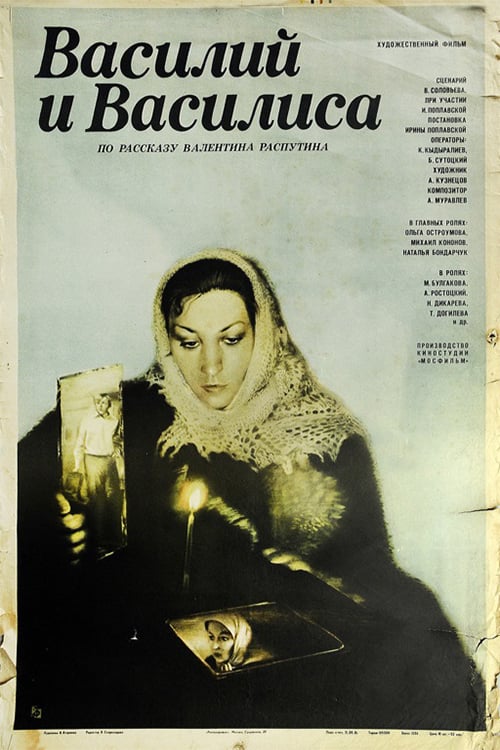 Василий
и Василиса
ПО РАССКАЗУ ВАЛЕНТИНА РАСПУТИНА
ХУДОЖЕСТВЕННЫЙ ФИЛЬМ
СЦЕНАРИЙ
В. СОЛОВЬЕВА,
ПРИ УЧАСТИИ
И. ПОПЛАВСКОЙ
ПОСТАНОВКА
ИРИНЫ ПОПЛАВСКОЙ
ОПЕРАТОРЫ:
К. КЫДЫРАЛИЕВ,
Б. СУТОЦКИЙ
ХУДОЖНИК
А. КУЗНЕЦОВ
КОМПОЗИТОР
А. МУРАВЛЕВ
В ГЛАВНЫХ РОЛЯХ:
ОЛЬГА ОСТРОУМОВА,
МИХАИЛ КОНОНОВ,
НАТАЛЬЯ БОНДАРЧУК
В РОЛЯХ:
М. БУЛГАКОВА,
А. РОСТОЦКИЙ,
Н. ДИКАРЕВА,
Т. ДОГИЛЕВА
И ДР.
ПРОИЗВОДСТВО
КИНОСТУДИИ
«МОСФИЛЬМ»